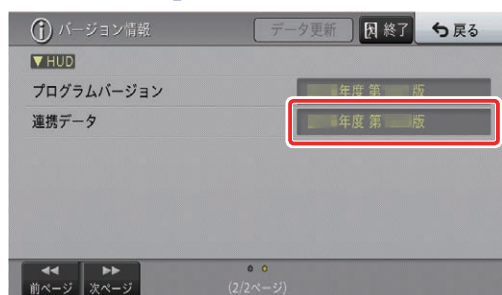 バージョン情報 データ更新 終了 戻る
▼HUD
プログラムバージョン 年度 第 版
連携データ 年度 第 版
前ページ 次ページ (2/2ページ)